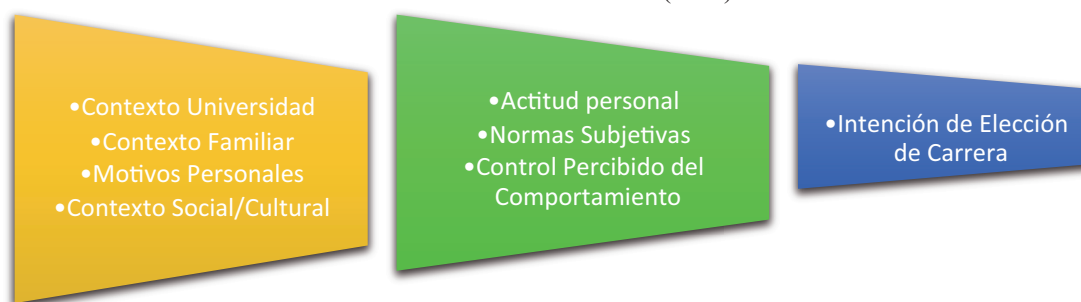 •Contexto Universidad
•Contexto Familiar
•Motivos Personales
•Contexto Social/Cultural
•Actitud personal
•Normas Subjetivas
•Control Percibido del
Comportamiento
•Intención de Elección
de Carrera